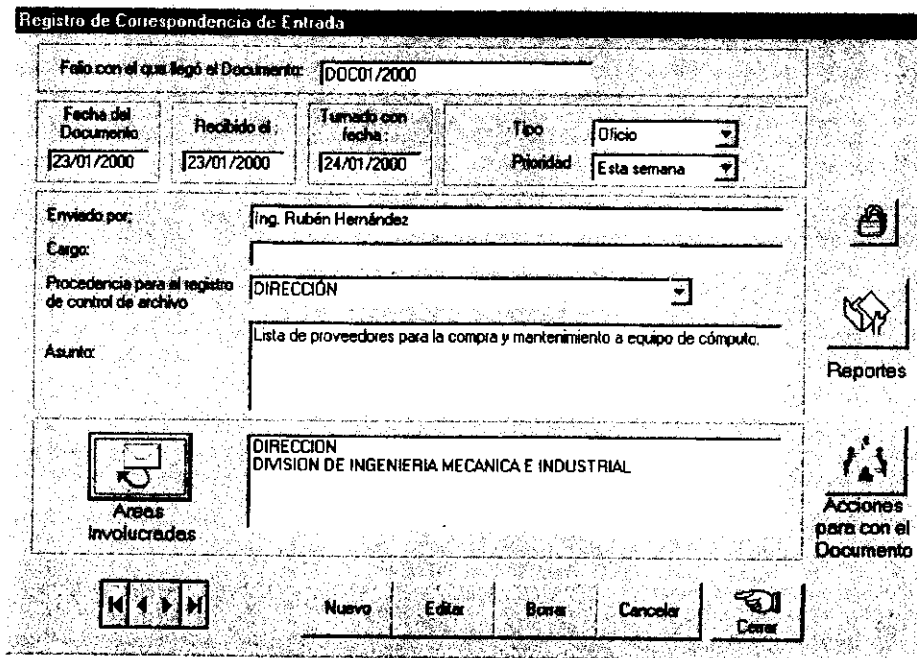 Registro de Correspondencia de Entrada
Folio con el que llegó el Documento: DOC01/2000
Fecha del Documento
23/01/2000
Recibido el :
23/01/2000
Turnado con fecha :
24/01/2000
Tipo Oficio
Prioridad Esta semana
Enviado por: Ing. Rubén Hernández
Cargo:
Procedencia para el registro de control de archivo DIRECCIÓN
Asunto: Lista de proveedores para la compra y mantenimiento a equipo de cómputo.
Reportes
Areas Involucradas
DIRECCION
DIVISION DE INGENIERIA MECANICA E INDUSTRIAL
Acciones para con el Documento
Nuevo Editar Borrar Cancelar Cerrar